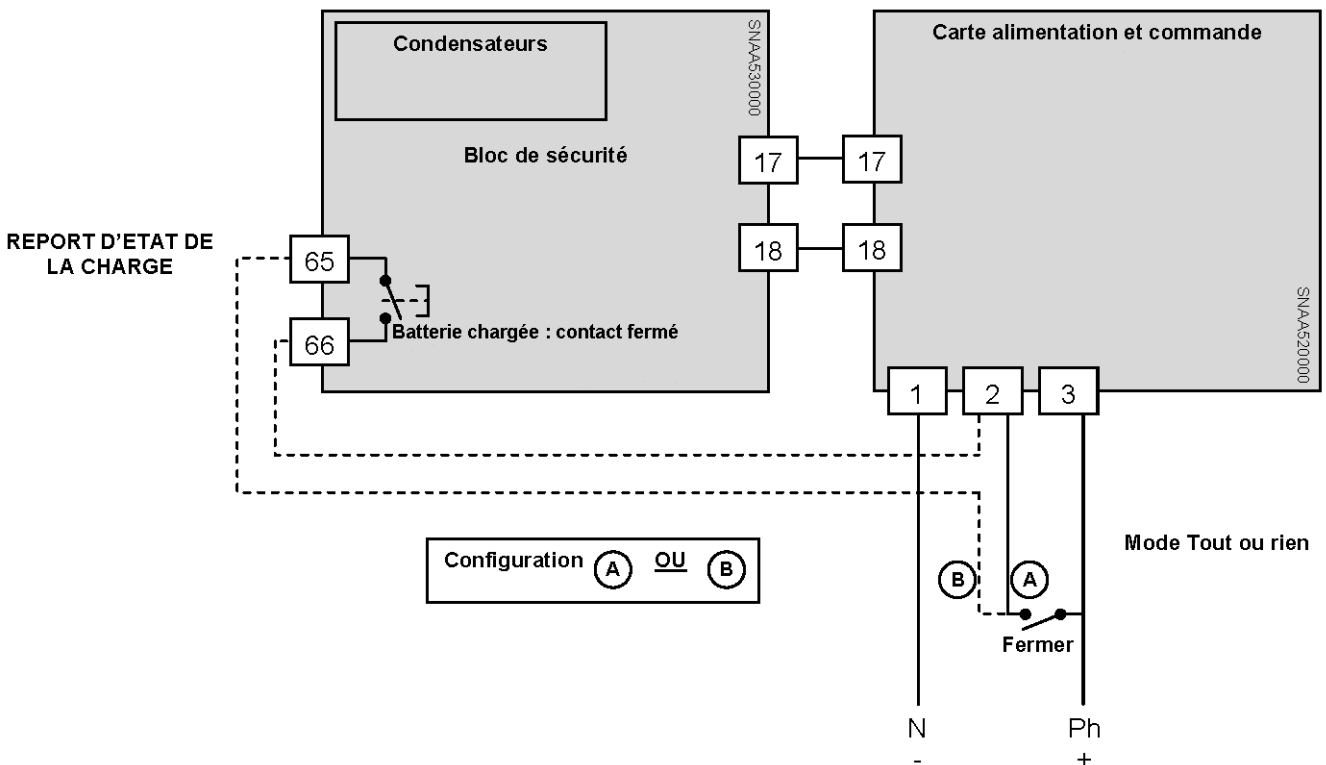 Condensateurs
SNAA530000
Carte alimentation et commande
Bloc de sécurité
17
17
REPORT D'ETAT DE
LA CHARGE
65
18
18
SNAA520000
66
Batterie chargée : contact fermé
1
2
3
Mode Tout ou rien
Configuration A OU B
B
A
Fermer
N
Ph
-
+